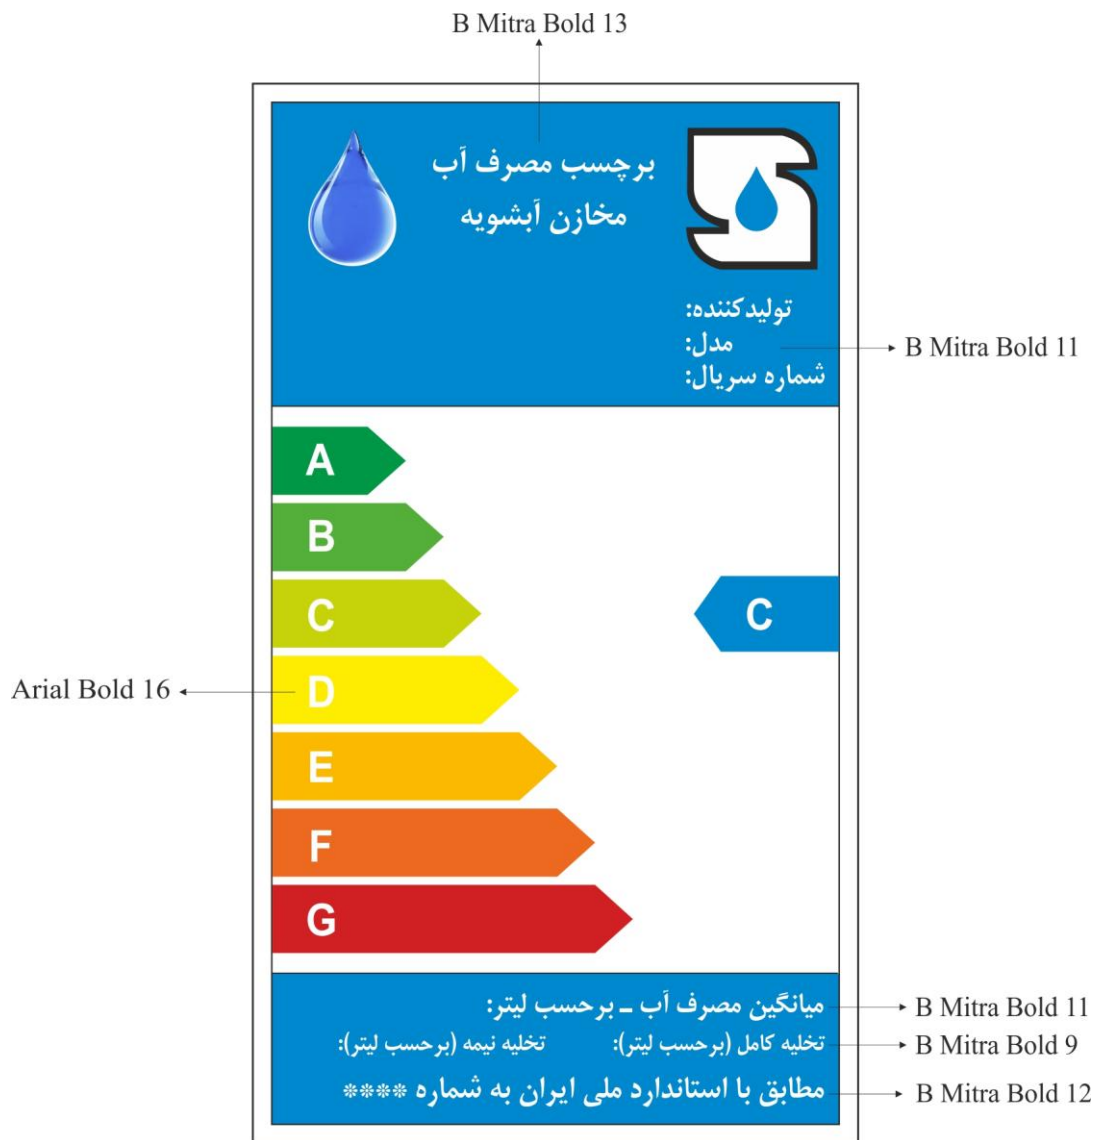 B Mitra Bold 13
برچسب مصرف آب
مخازن آبشویه
تولیدکننده:
مدل:
B Mitra Bold 11
شماره سریال:
A
B
C
C
Arial Bold 16
D
E
F
G
میانگین مصرف آب ـ برحسب لیتر:
B Mitra Bold 11
تخلیه کامل (برحسب لیتر): تخلیه نیمه (برحسب لیتر):
B Mitra Bold 9
مطابق با استاندارد ملی ایران به شماره ****
B Mitra Bold 12